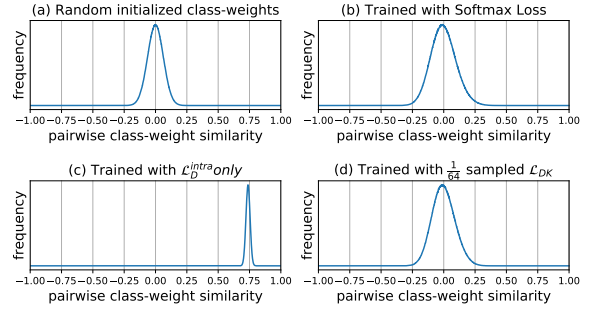 (a) Random initialized class-weights
frequency
−1.00 −0.75 −0.50 −0.25 0.00 0.25 0.50 0.75 1.00
pairwise class-weight similarity
(b) Trained with Softmax Loss
frequency
−1.00 −0.75 −0.50 −0.25 0.00 0.25 0.50 0.75 1.00
pairwise class-weight similarity
(c) Trained with ℒ_D^{intra} only
frequency
−1.00 −0.75 −0.50 −0.25 0.00 0.25 0.50 0.75 1.00
pairwise class-weight similarity
(d) Trained with 1/64 sampled ℒ_{DK}
frequency
−1.00 −0.75 −0.50 −0.25 0.00 0.25 0.50 0.75 1.00
pairwise class-weight similarity